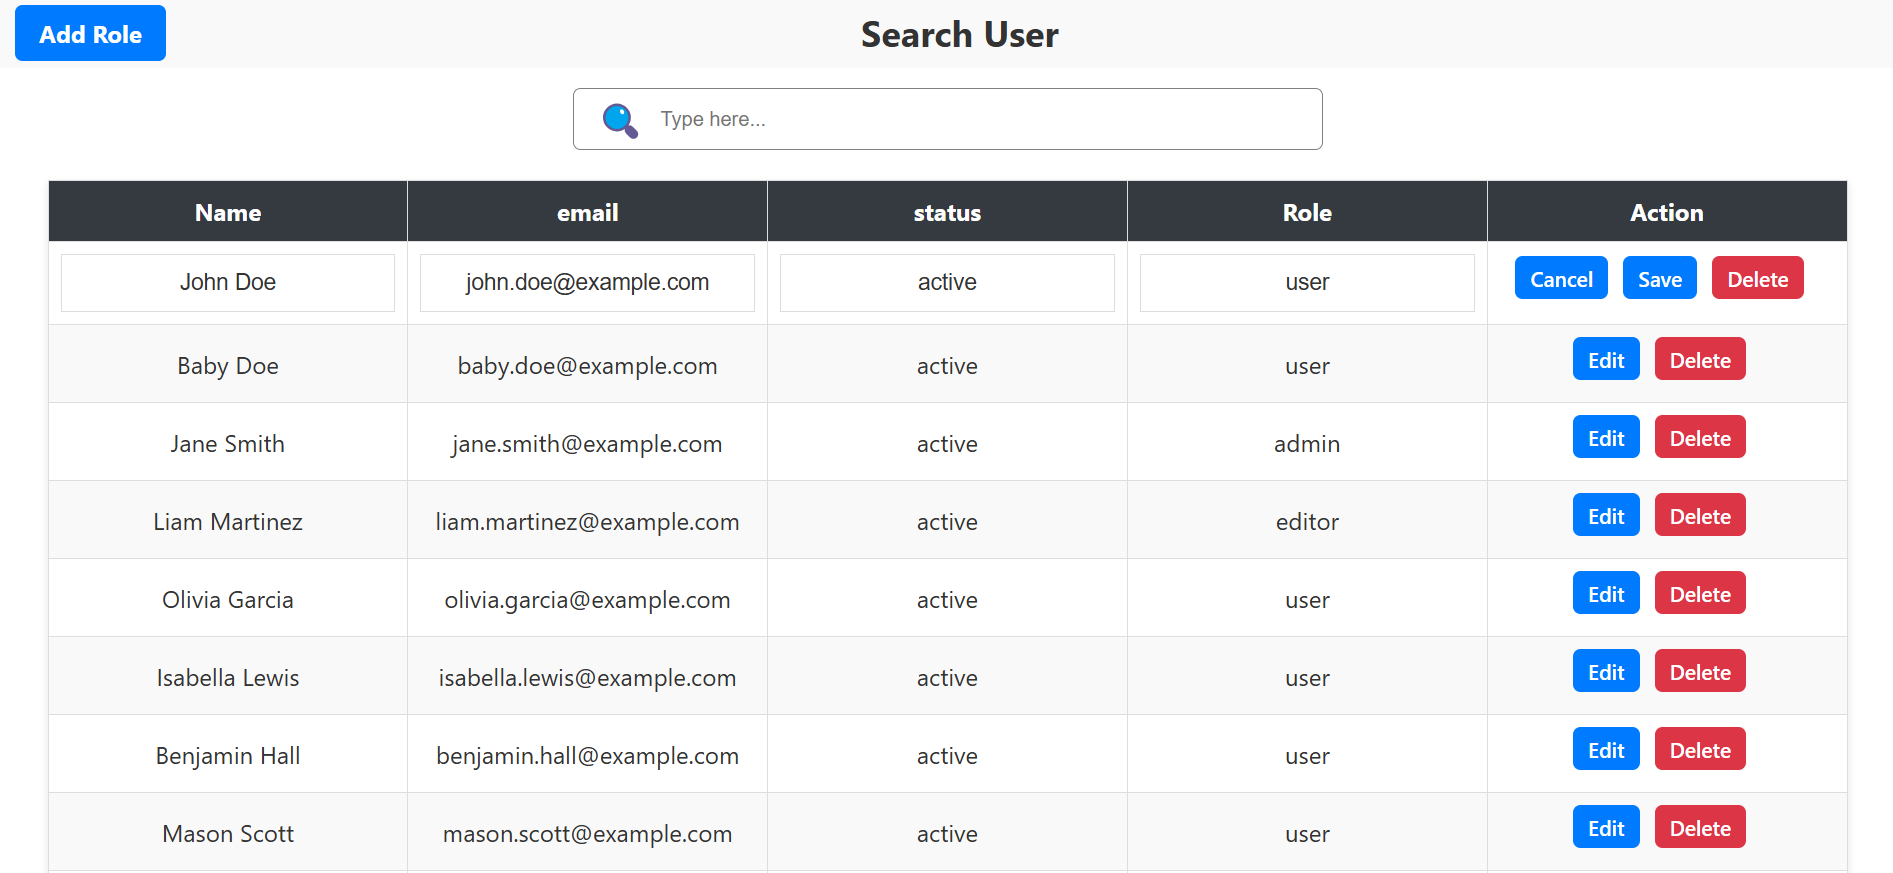 Add Role Search User
Type here...
Name email status Role Action
John Doe john.doe@example.com active user Cancel Save Delete
Baby Doe baby.doe@example.com active user Edit Delete
Jane Smith jane.smith@example.com active admin Edit Delete
Liam Martinez liam.martinez@example.com active editor Edit Delete
Olivia Garcia olivia.garcia@example.com active user Edit Delete
Isabella Lewis isabella.lewis@example.com active user Edit Delete
Benjamin Hall benjamin.hall@example.com active user Edit Delete
Mason Scott mason.scott@example.com active user Edit Delete